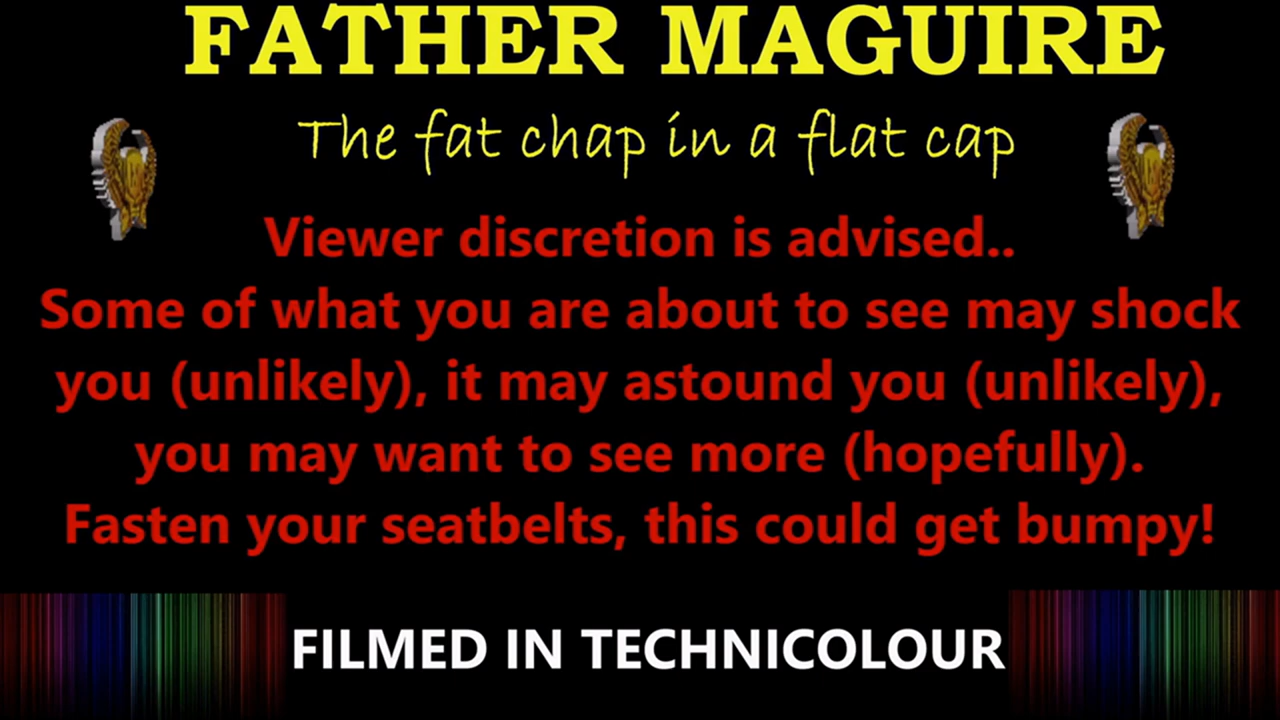 FATHER MAGUIRE
The fat chap in a flat cap
Viewer discretion is advised..
Some of what you are about to see may shock
you (unlikely), it may astound you (unlikely),
you may want to see more (hopefully).
Fasten your seatbelts, this could get bumpy!
FILMED IN TECHNICOLOUR